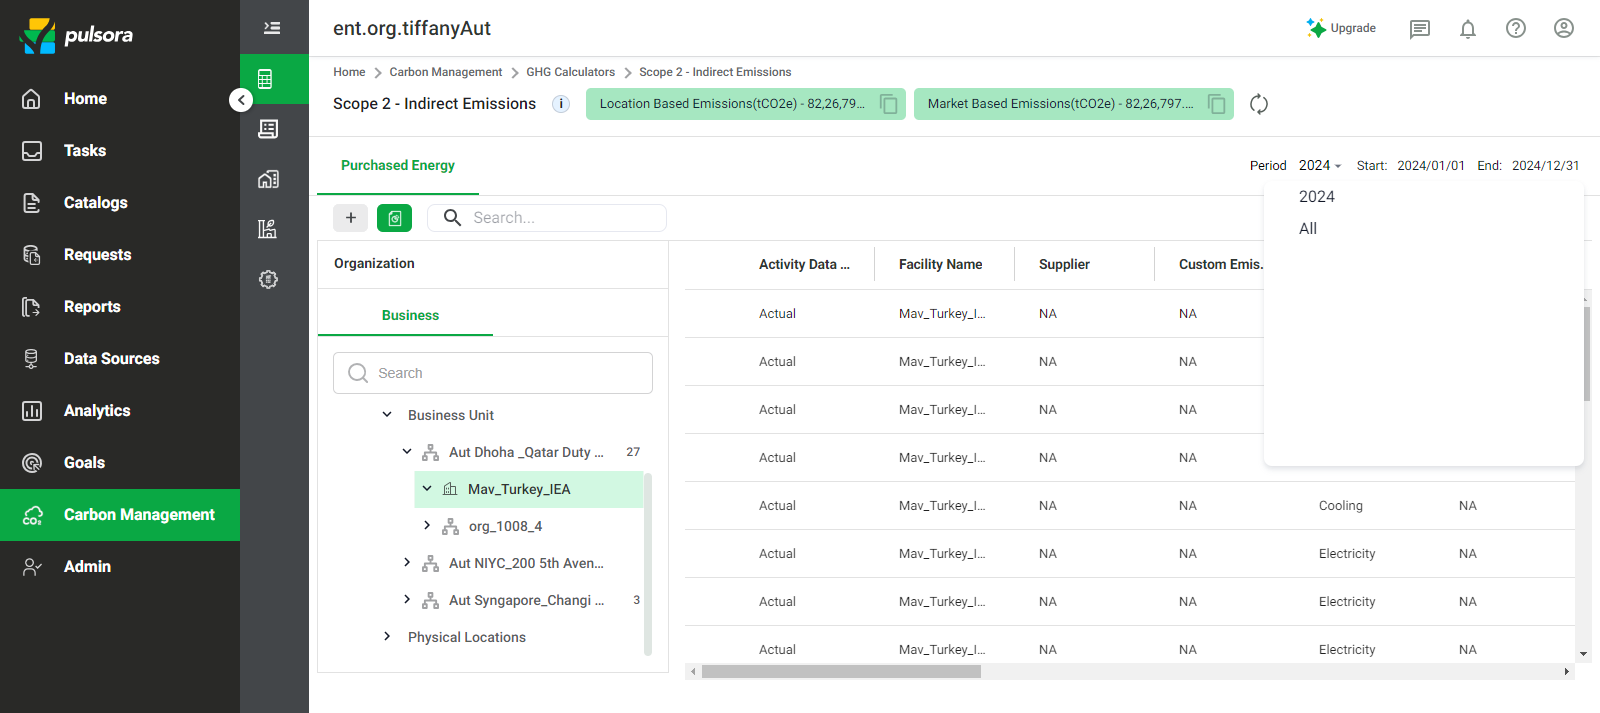 pulsora
Home
Tasks
Catalogs
Requests
Reports
Data Sources
Analytics
Goals
Carbon Management
Admin
ent.org.tiffanyAut
Upgrade
Home > Carbon Management > GHG Calculators > Scope 2 - Indirect Emissions
Scope 2 - Indirect Emissions
Location Based Emissions(tCO2e) - 82,26,79...
Market Based Emissions(tCO2e) - 82,26,797....
Purchased Energy
Period 2024 Start: 2024/01/01 End: 2024/12/31
2024
All
Search...
Organization
Business
Search
Business Unit
Aut Dhoha _Qatar Duty ... 27
Mav_Turkey_IEA
org_1008_4
Aut NIYC_200 5th Aven...
Aut Syngapore_Changi ... 3
Physical Locations
Activity Data ... Facility Name Supplier Custom Emis.
Actual Mav_Turkey_I... NA NA
Actual Mav_Turkey_I... NA NA
Actual Mav_Turkey_I... NA NA
Actual Mav_Turkey_I... NA NA
Actual Mav_Turkey_I... NA NA Cooling NA
Actual Mav_Turkey_I... NA NA Electricity NA
Actual Mav_Turkey_I... NA NA Electricity NA
Actual Mav_Turkey_I... NA NA Electricity NA